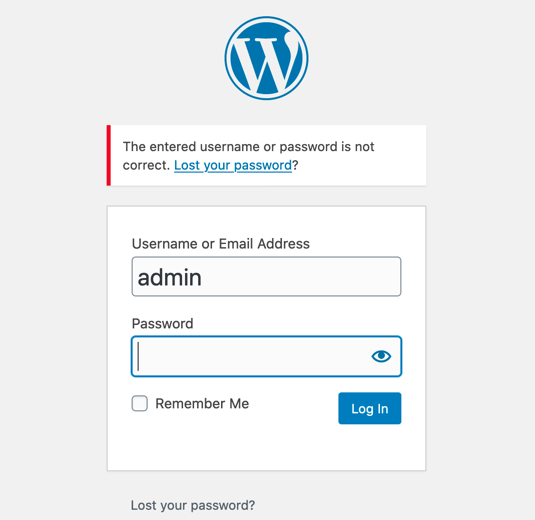 The entered username or password is not
correct. Lost your password?
Username or Email Address
admin
Password
Remember Me
Log In
Lost your password?